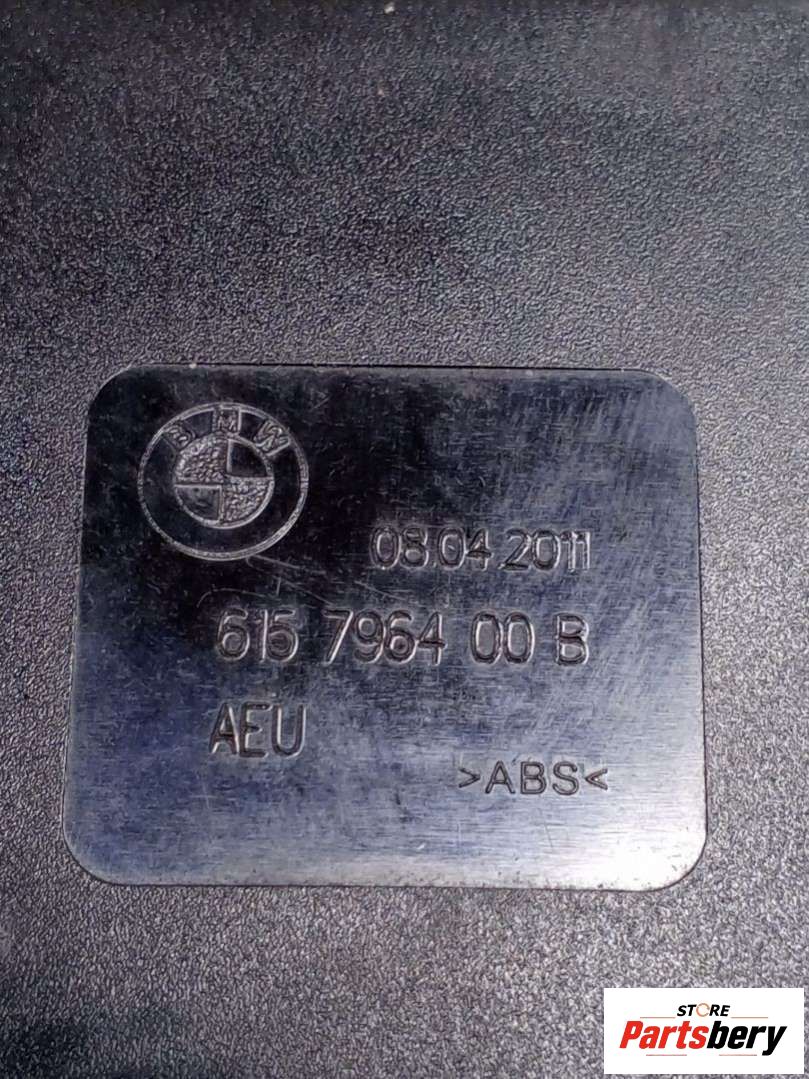 BMW
08.04.2011
615 7964 00 B
AEU
>ABS<
STORE
Partsbery